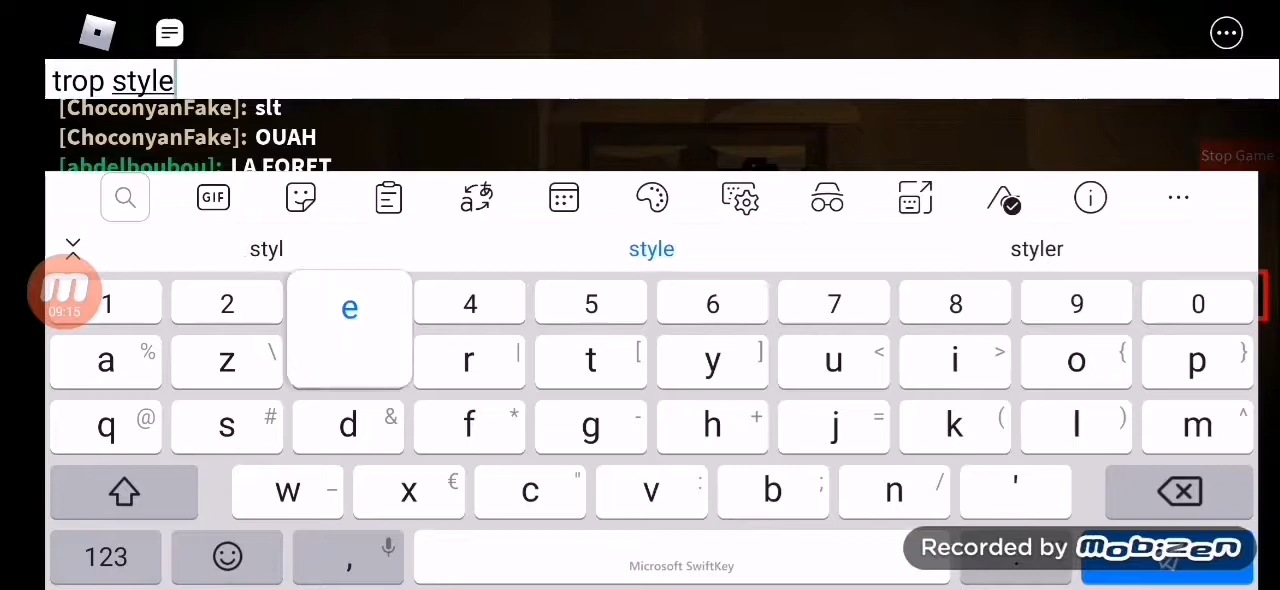 trop style
[ChoconyanFake]: slt
[ChoconyanFake]: OUAH
[abdelboubou]: LA FORET
Stop Game
GIF
styl style styler
09:15
1 2 e 4 5 6 7 8 9 0
a % z \ r | t [ y ] u < i > o { p }
q @ s # d & f * g - h + j = k ( l ) m ^
w _ x € c " v : b ; n / '
123 , Microsoft SwiftKey .
Recorded by mobizen